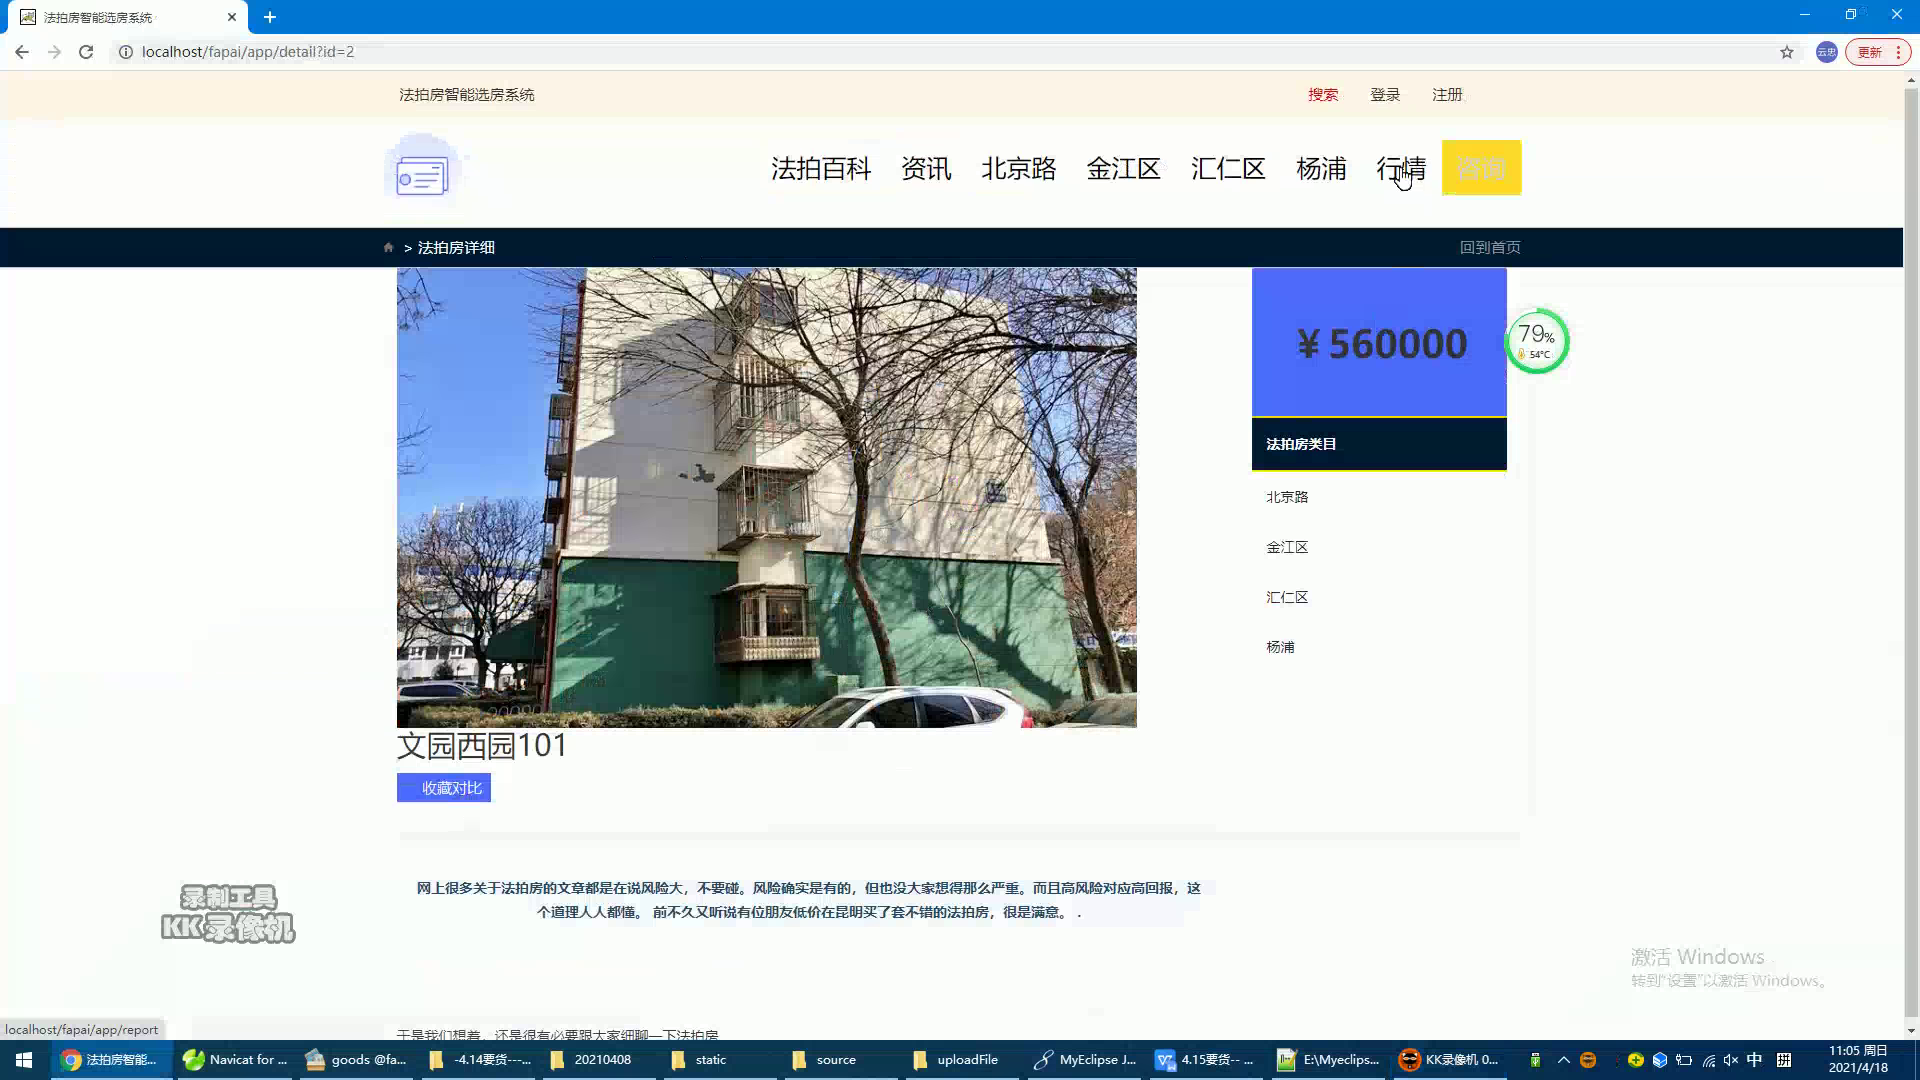 法拍房智能选房系统
localhost/fapai/app/detail?id=2
云忠
更新
法拍房智能选房系统
搜索
登录
注册
法拍百科
资讯
北京路
金江区
汇仁区
杨浦
行情
咨询
> 法拍房详细
回到首页
¥ 560000
79%
54°C
法拍房类目
北京路
金江区
汇仁区
杨浦
文园西园101
收藏对比
网上很多关于法拍房的文章都是在说风险大，不要碰。风险确实是有的，但也没大家想得那么严重。而且高风险对应高回报，这
个道理人人都懂。 前不久又听说有位朋友低价在昆明买了套不错的法拍房，很是满意。 .
录制工具
KK录像机
激活 Windows
转到"设置"以激活 Windows。
localhost/fapai/app/report
于是我们想着，还是很有必要跟大家细聊一下法拍房
法拍房智能...
Navicat for ...
goods @fa...
-4.14要货---...
20210408
static
source
uploadFile
MyEclipse J...
4.15要货-- ...
E:\Myeclips...
KK录像机 0...
中
拼
11:05 周日
2021/4/18